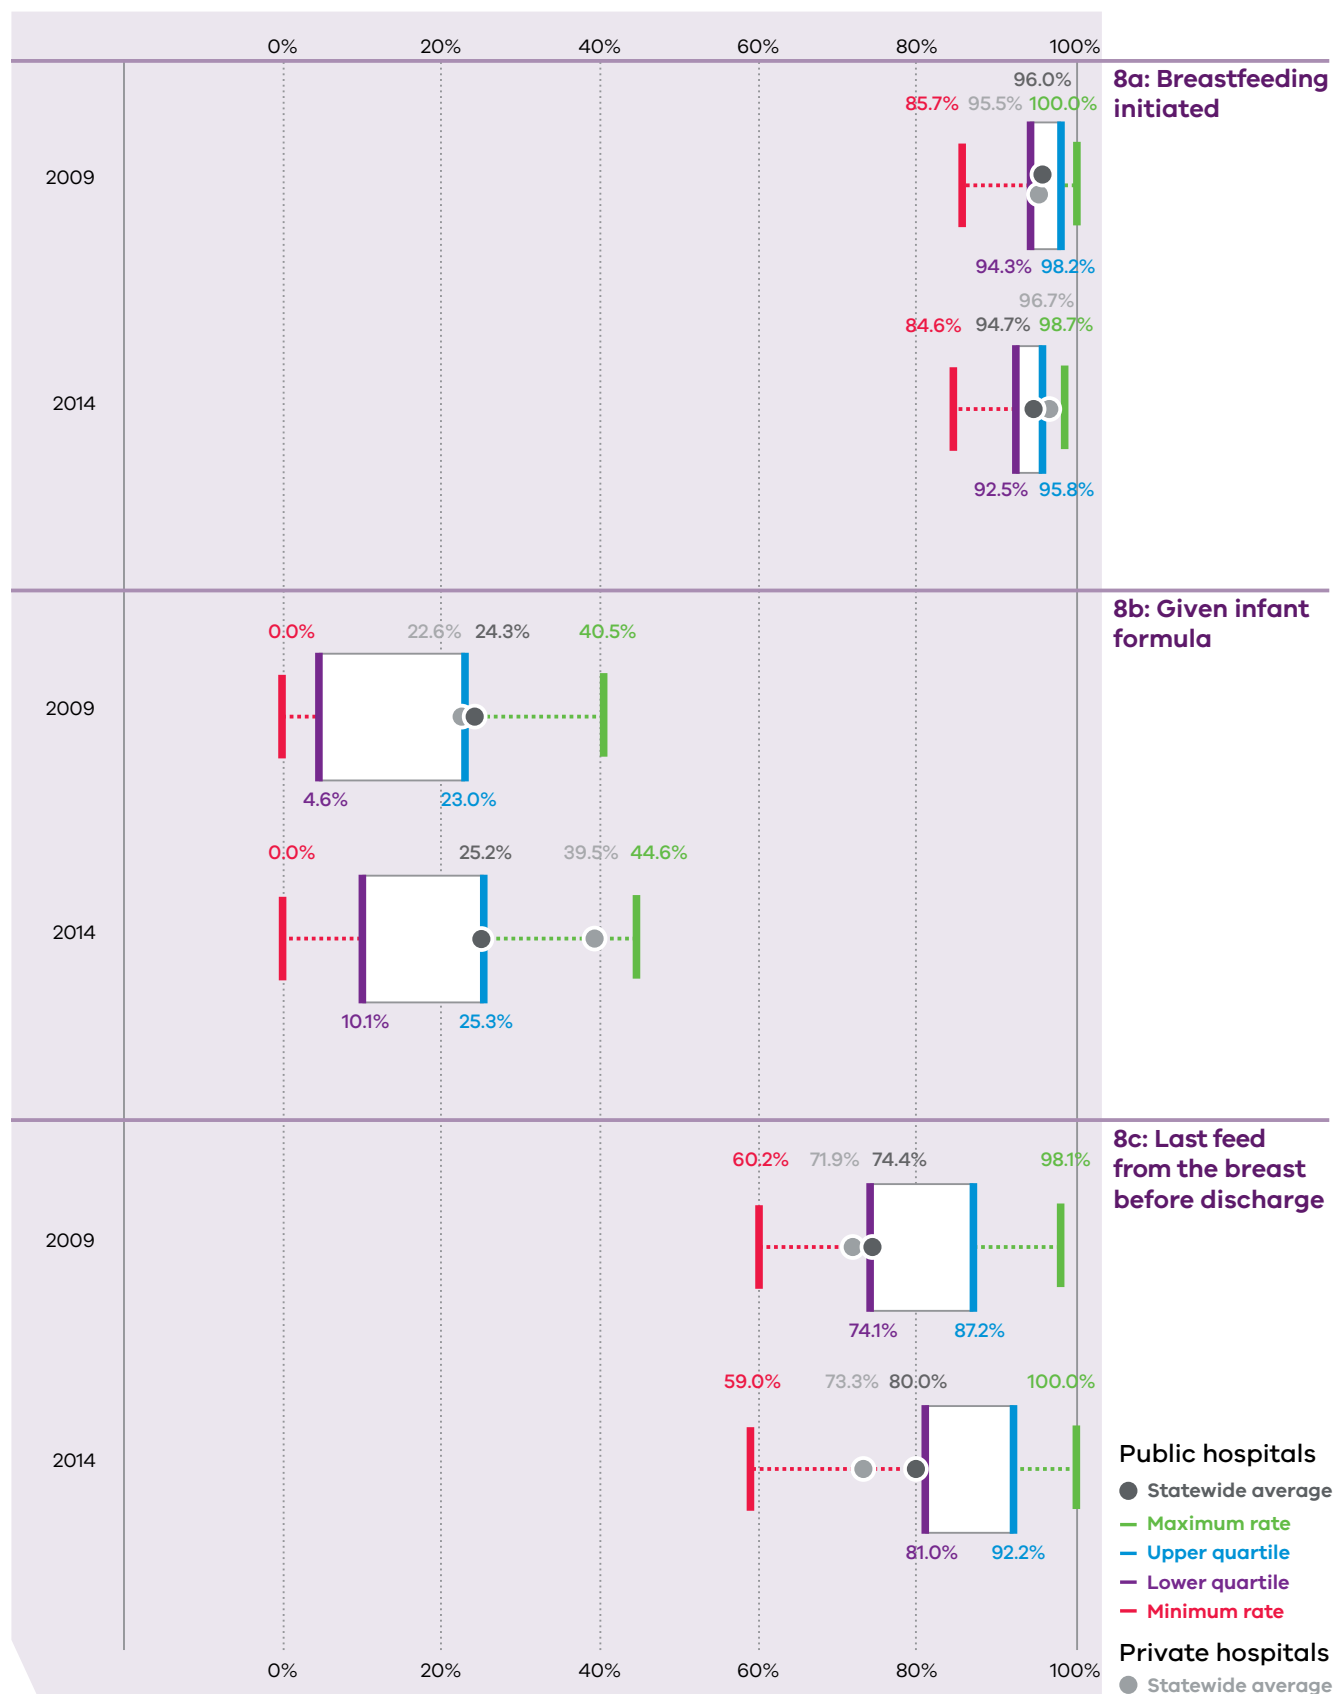 0% 20% 40% 60% 80% 100%
8a: Breastfeeding
initiated
96.0%
85.7% 95.5% 100.0%
2009
94.3% 98.2%
96.7%
84.6% 94.7% 98.7%
2014
92.5% 95.8%
8b: Given infant
formula
0.0% 22.6% 24.3% 40.5%
2009
4.6% 23.0%
0.0% 25.2% 39.5% 44.6%
2014
10.1% 25.3%
8c: Last feed
from the breast
before discharge
60.2% 71.9% 74.4% 98.1%
2009
74.1% 87.2%
59.0% 73.3% 80.0% 100.0%
2014
81.0% 92.2%
Public hospitals
Statewide average
Maximum rate
Upper quartile
Lower quartile
Minimum rate
Private hospitals
Statewide average
0% 20% 40% 60% 80% 100%